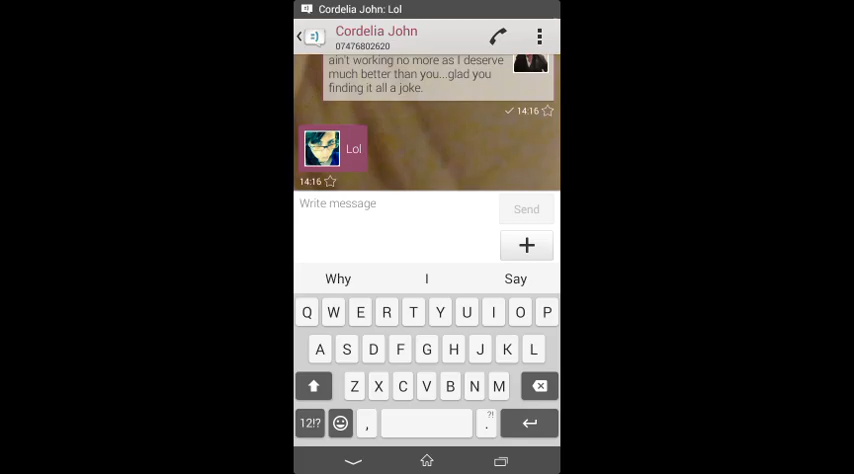 Cordelia John: Lol
Cordelia John
07476802620
ain't working no more as I deserve
much better than you...glad you
finding it all a joke.
14:16
Lol
14:16
Write message
Send
Why I Say
Q W E R T Y U I O P
A S D F G H J K L
Z X C V B N M
12!? , . ?!